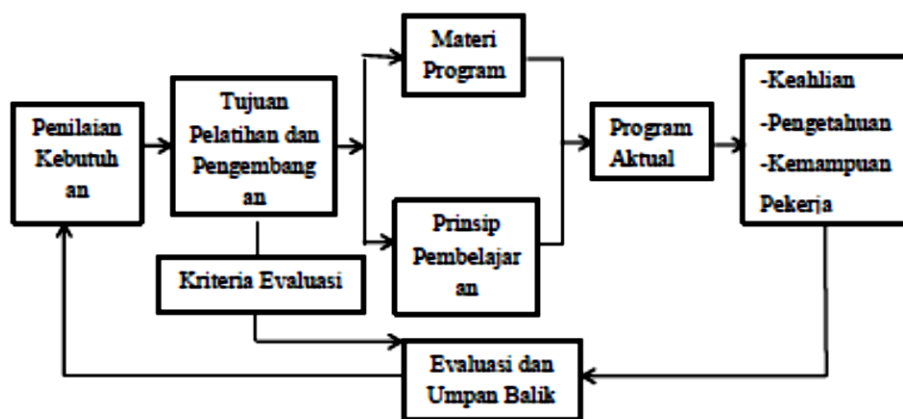 Penilaian
Kebutuh
an
Tujuan
Pelatihan dan
Pengembang
an
Materi
Program
Prinsip
Pembelajar
an
Program
Aktual
-Keahlian
-Pengetahuan
-Kemampuan
Pekerja
Kriteria Evaluasi
Evaluasi dan
Umpan Balik